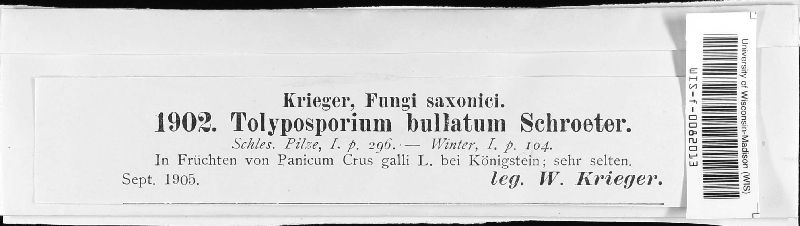 Krieger, Fungi saxonici.
1902. Tolyposporium bullatum Schroeter.
Schles. Pilze, I. p. 296. — Winter, I. p. 104.
In Früchten von Panicum Crus galli L. bei Königstein; sehr selten.
Sept. 1905. leg. W. Krieger.
University of Wisconsin-Madison (WIS)
WIS-f-0062013